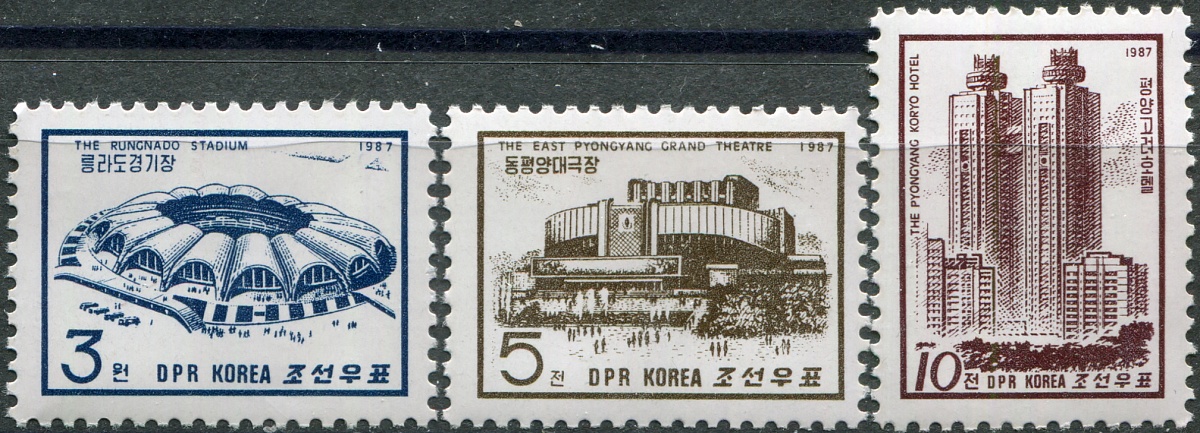 THE RUNGNADO STADIUM 1987
릉라도경기장
3 원 DPR KOREA 조선우표
THE EAST PYONGYANG GRAND THEATRE 1987
동평양대극장
5 전 DPR KOREA 조선우표
THE PYONGYANG KORYO HOTEL
1987
평양고려호텔
10 전 DPR KOREA 조선우표